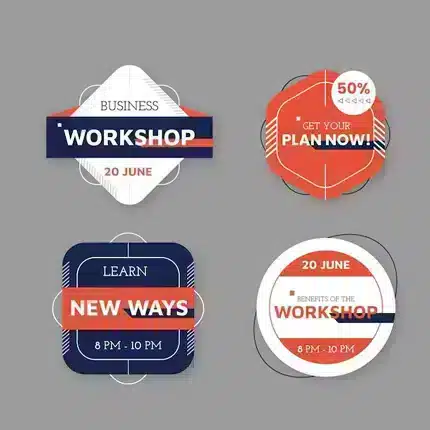 BUSINESS
WORKSHOP
20 JUNE
50%
GET YOUR
PLAN NOW!
LEARN
NEW WAYS
8 PM - 10 PM
20 JUNE
BENEFITS OF THE
WORKSHOP
8 PM - 10 PM